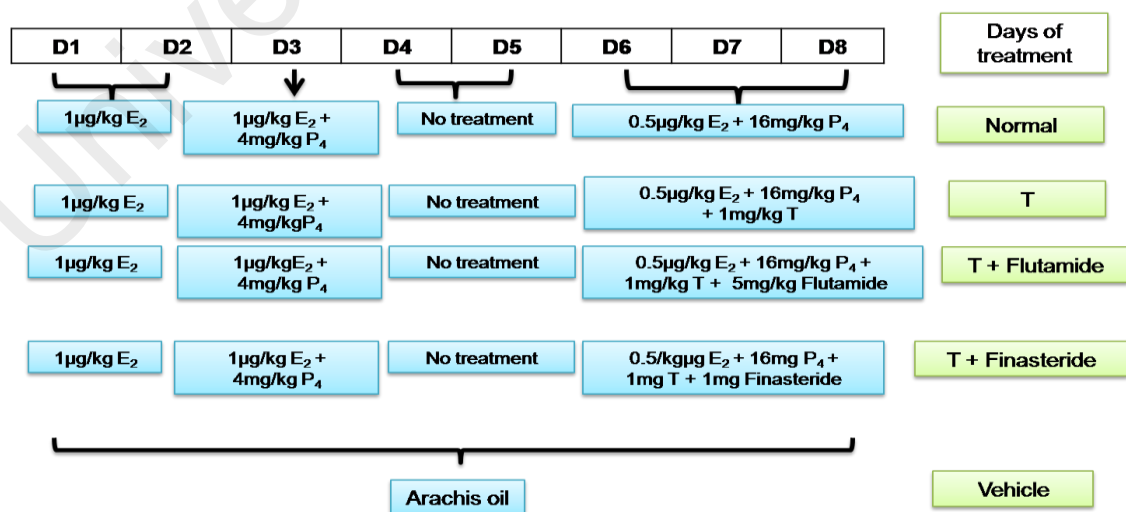 Unive
D1 D2 D3 D4 D5 D6 D7 D8
Days of
treatment
1µg/kg E₂
1µg/kg E₂ +
4mg/kg P₄
No treatment
0.5µg/kg E₂ + 16mg/kg P₄
Normal
1µg/kg E₂
1µg/kg E₂ +
4mg/kgP₄
No treatment
0.5µg/kg E₂ + 16mg/kg P₄
+ 1mg/kg T
T
1µg/kg E₂
1µg/kgE₂ +
4mg/kg P₄
No treatment
0.5µg/kg E₂ + 16mg/kg P₄ +
1mg/kg T + 5mg/kg Flutamide
T + Flutamide
1µg/kg E₂
1µg/kg E₂ +
4mg/kg P₄
No treatment
0.5/kgµg E₂ + 16mg P₄ +
1mg T + 1mg Finasteride
T + Finasteride
Arachis oil
Vehicle